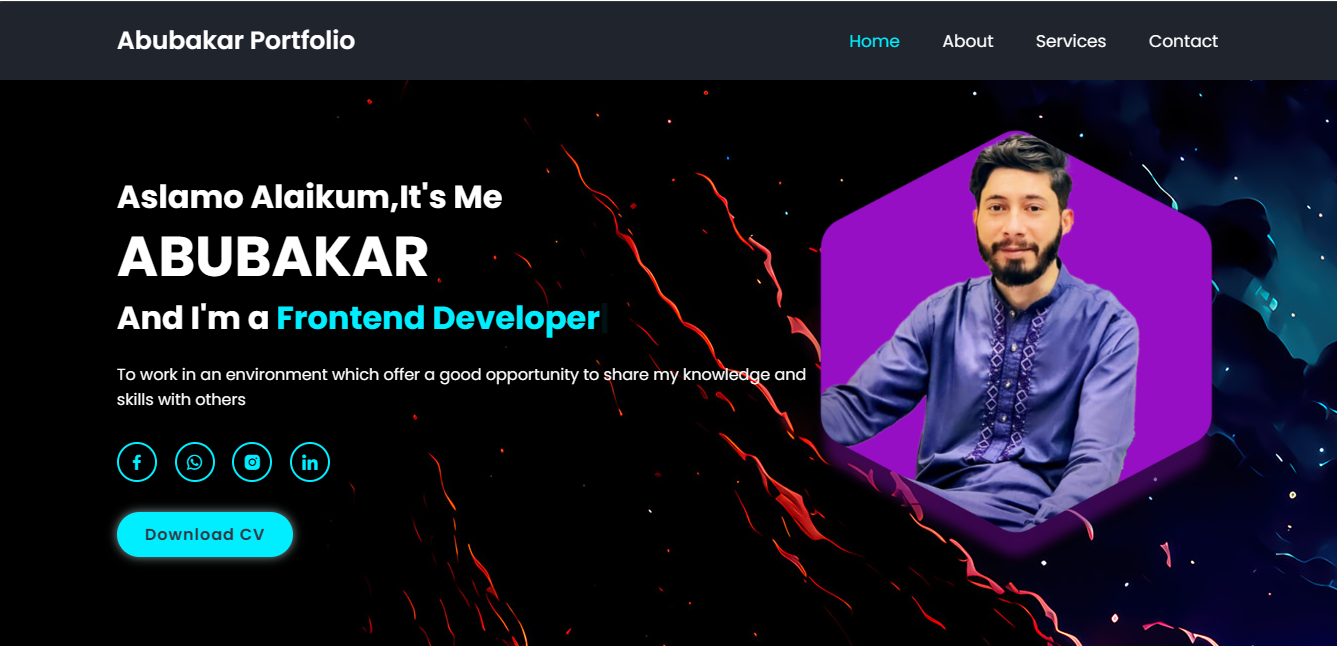 Abubakar Portfolio
Home About Services Contact
Aslamo Alaikum,It's Me
ABUBAKAR
And I'm a Frontend Developer
To work in an environment which offer a good opportunity to share my knowledge and
skills with others
Download CV